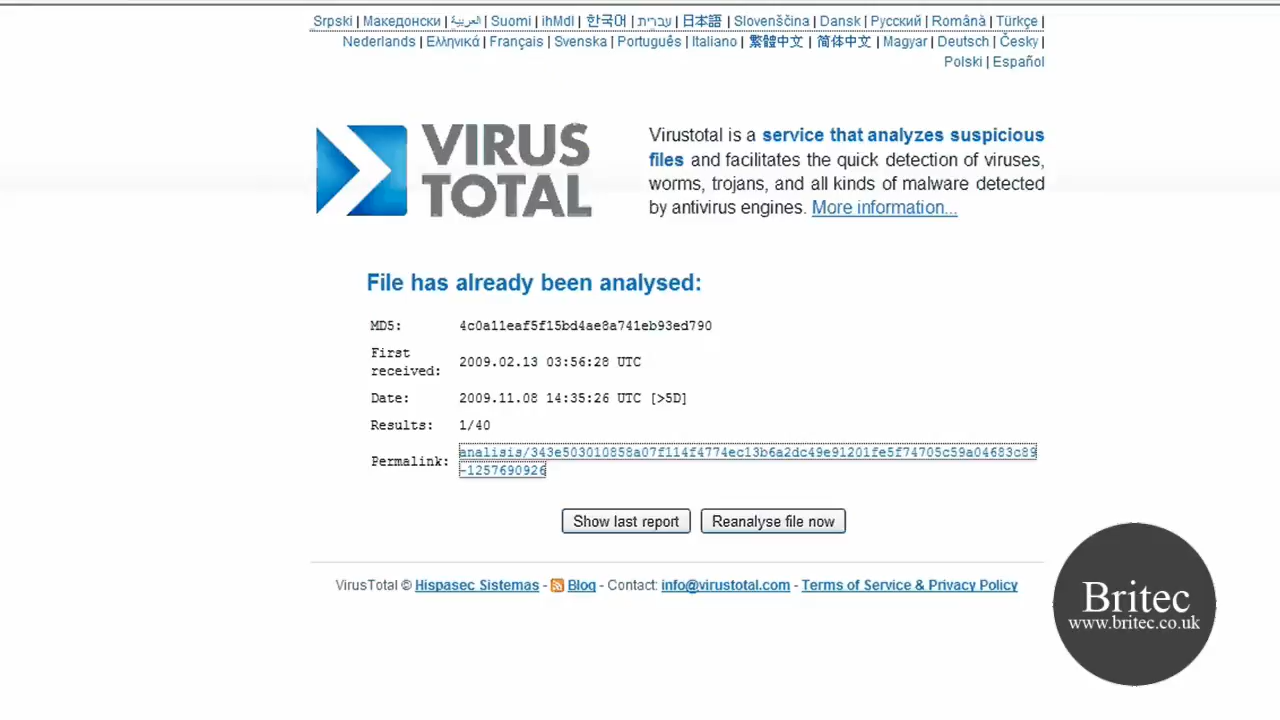 Srpski | Македонски | العربية | Suomi | ihMdI | 한국어 | עברית | 日本語 | Slovenščina | Dansk | Русский | Română | Türkçe |
Nederlands | Ελληνικά | Français | Svenska | Português | Italiano | 繁體中文 | 简体中文 | Magyar | Deutsch | Česky |
Polski | Español
VIRUS
TOTAL
Virustotal is a service that analyzes suspicious
files and facilitates the quick detection of viruses,
worms, trojans, and all kinds of malware detected
by antivirus engines. More information...
File has already been analysed:
MD5: 4c0a11eaf5f15bd4ae8a741eb93ed790
First
received: 2009.02.13 03:56:28 UTC
Date: 2009.11.08 14:35:26 UTC [>5D]
Results: 1/40
Permalink: analisis/343e503010858a07f114f4774ec13b6a2dc49e91201fe5f74705c59a04683c89
-1257690926
Show last report Reanalyse file now
VirusTotal © Hispasec Sistemas - Blog - Contact: info@virustotal.com - Terms of Service & Privacy Policy
Britec
www.britec.co.uk